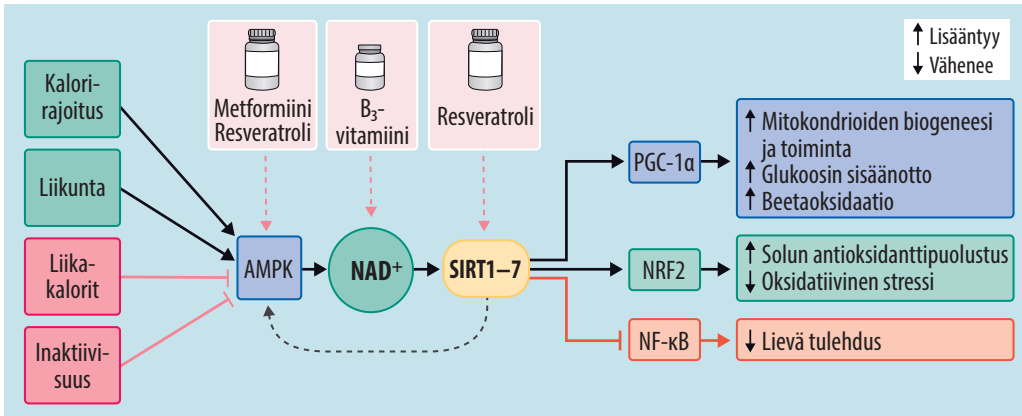 ↑ Lisääntyy
↓ Vähenee
Kalori-
rajoitus
Liikunta
Liika-
kalorit
Inaktiivi-
suus
Metformiini
Resveratroli
B₃-
vitamiini
Resveratroli
AMPK
NAD⁺
SIRT1–7
PGC-1α
↑ Mitokondrioiden biogeneesi
ja toiminta
↑ Glukoosin sisäänotto
↑ Beetaoksidaatio
NRF2
↑ Solun antioksidanttipuolustus
↓ Oksidatiivinen stressi
NF-κB
↓ Lievä tulehdus